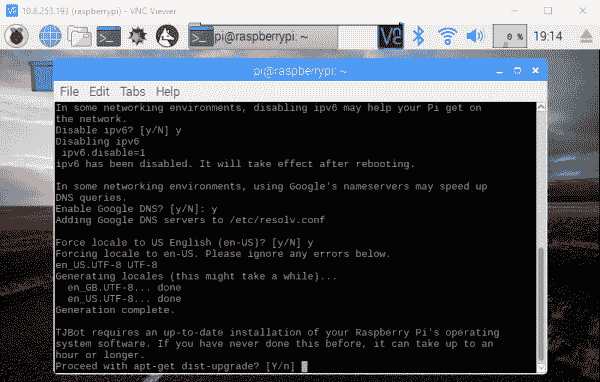 10.8.253.193 (raspberrypi) - VNC Viewer
pi@raspberrypi: ~
0 %
19:14
pi@raspberrypi: ~
File Edit Tabs Help
In some networking environments, disabling ipv6 may help your Pi get on
the network.
Disable ipv6? [y/N] y
Disabling ipv6
ipv6.disable=1
ipv6 has been disabled. It will take effect after rebooting.
In some networking environments, using Google's nameservers may speed up
DNS queries.
Enable Google DNS? [y/N]: y
Adding Google DNS servers to /etc/resolv.conf
Force locale to US English (en-US)? [y/N] y
Forcing locale to en-US. Please ignore any errors below.
en_US.UTF-8 UTF-8
Generating locales (this might take a while)...
en_GB.UTF-8... done
en_US.UTF-8... done
Generation complete.
TJBot requires an up-to-date installation of your Raspberry Pi's operating
system software. If you have never done this before, it can take up to an
hour or longer.
Proceed with apt-get dist-upgrade? [Y/n]